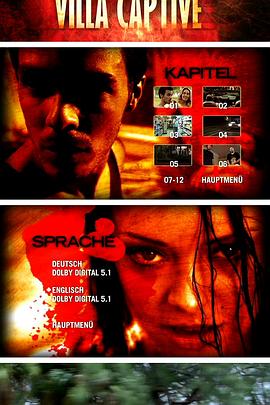 VILLA CAPTIVE
KAPITEL
01
02
03
04
05
06
07-12
HAUPTMENÜ
SPRACHE
3
DEUTSCH
DOLBY DIGITAL 5.1
ENGLISCH
DOLBY DIGITAL 5.1
HAUPTMENÜ